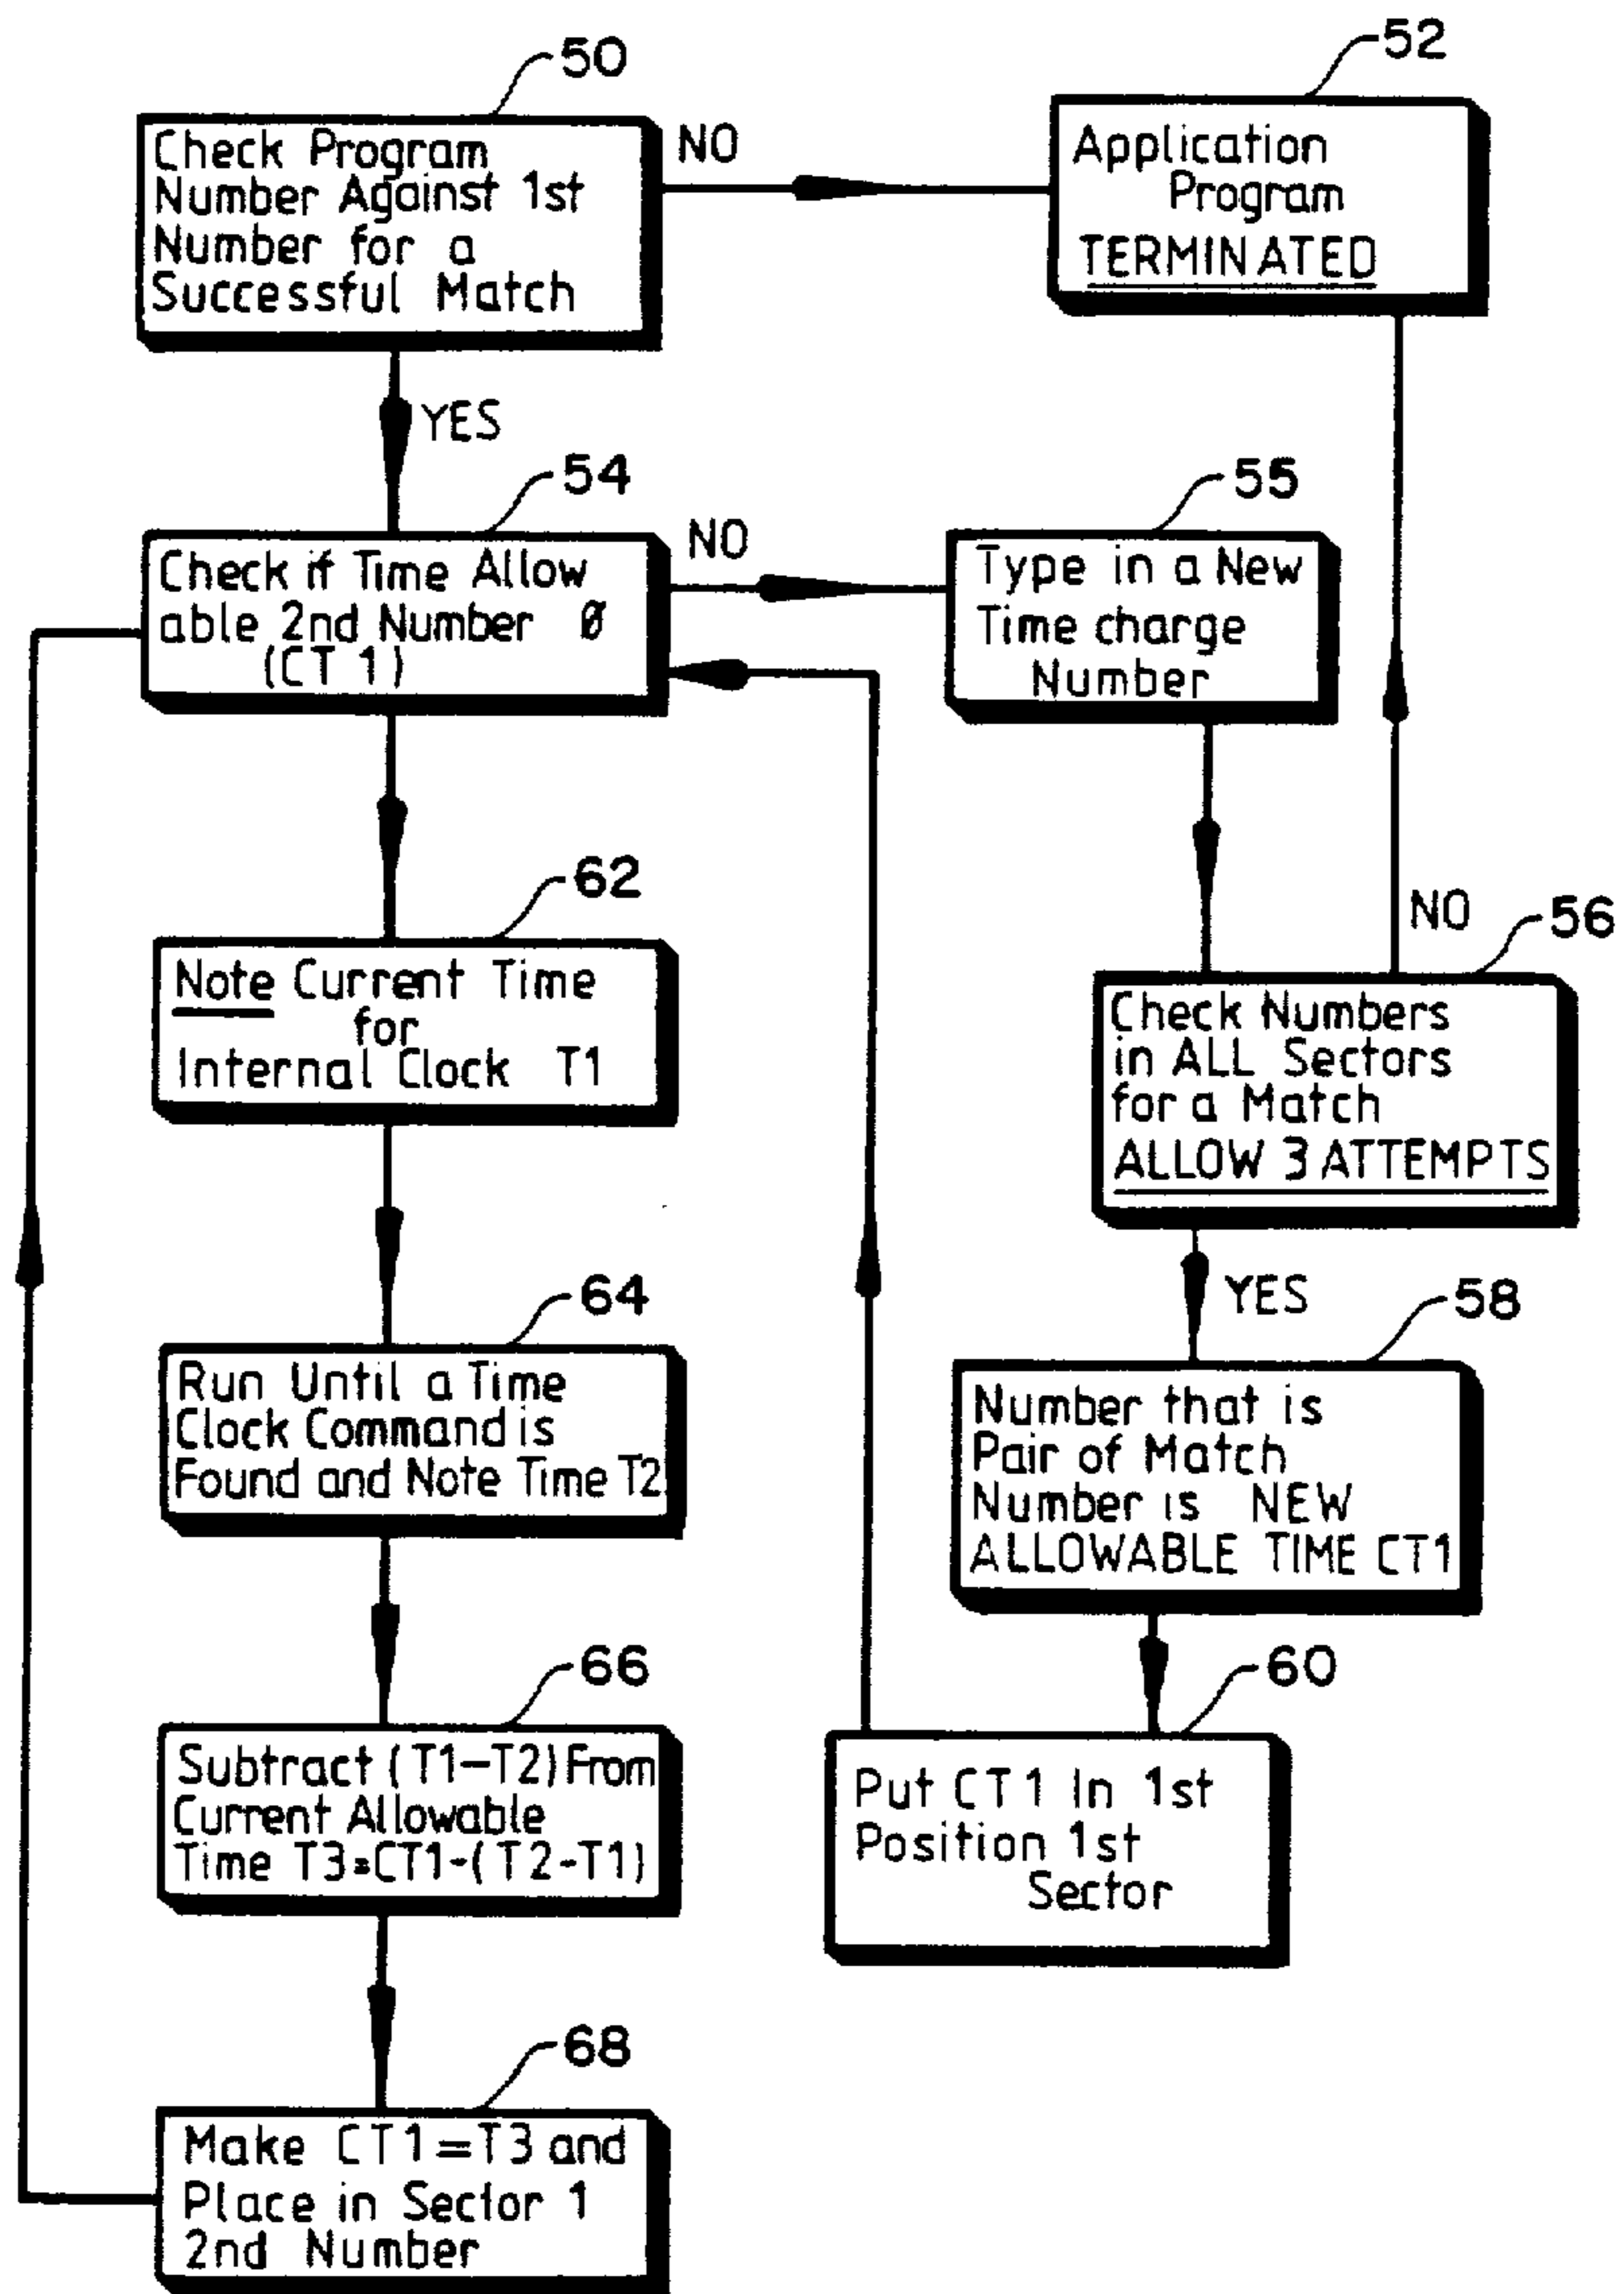 50
Check Program
Number Against 1st
Number for a
Successful Match
NO
52
Application
Program
TERMINATED
YES
54
Check if Time Allow
able 2nd Number 0
(CT 1)
NO
55
Type in a New
Time charge
Number
62
Note Current Time
for
Internal Clock T1
NO
56
Check Numbers
in ALL Sectors
for a Match
ALLOW 3 ATTEMPTS
YES
64
Run Until a Time
Clock Command is
Found and Note Time T2
58
Number that is
Pair of Match
Number is NEW
ALLOWABLE TIME CT1
66
Subtract (T1-T2) From
Current Allowable
Time T3=CT1-(T2-T1)
60
Put CT1 In 1st
Position 1st
Sector
68
Make CT1=T3 and
Place in Sector 1
2nd Number